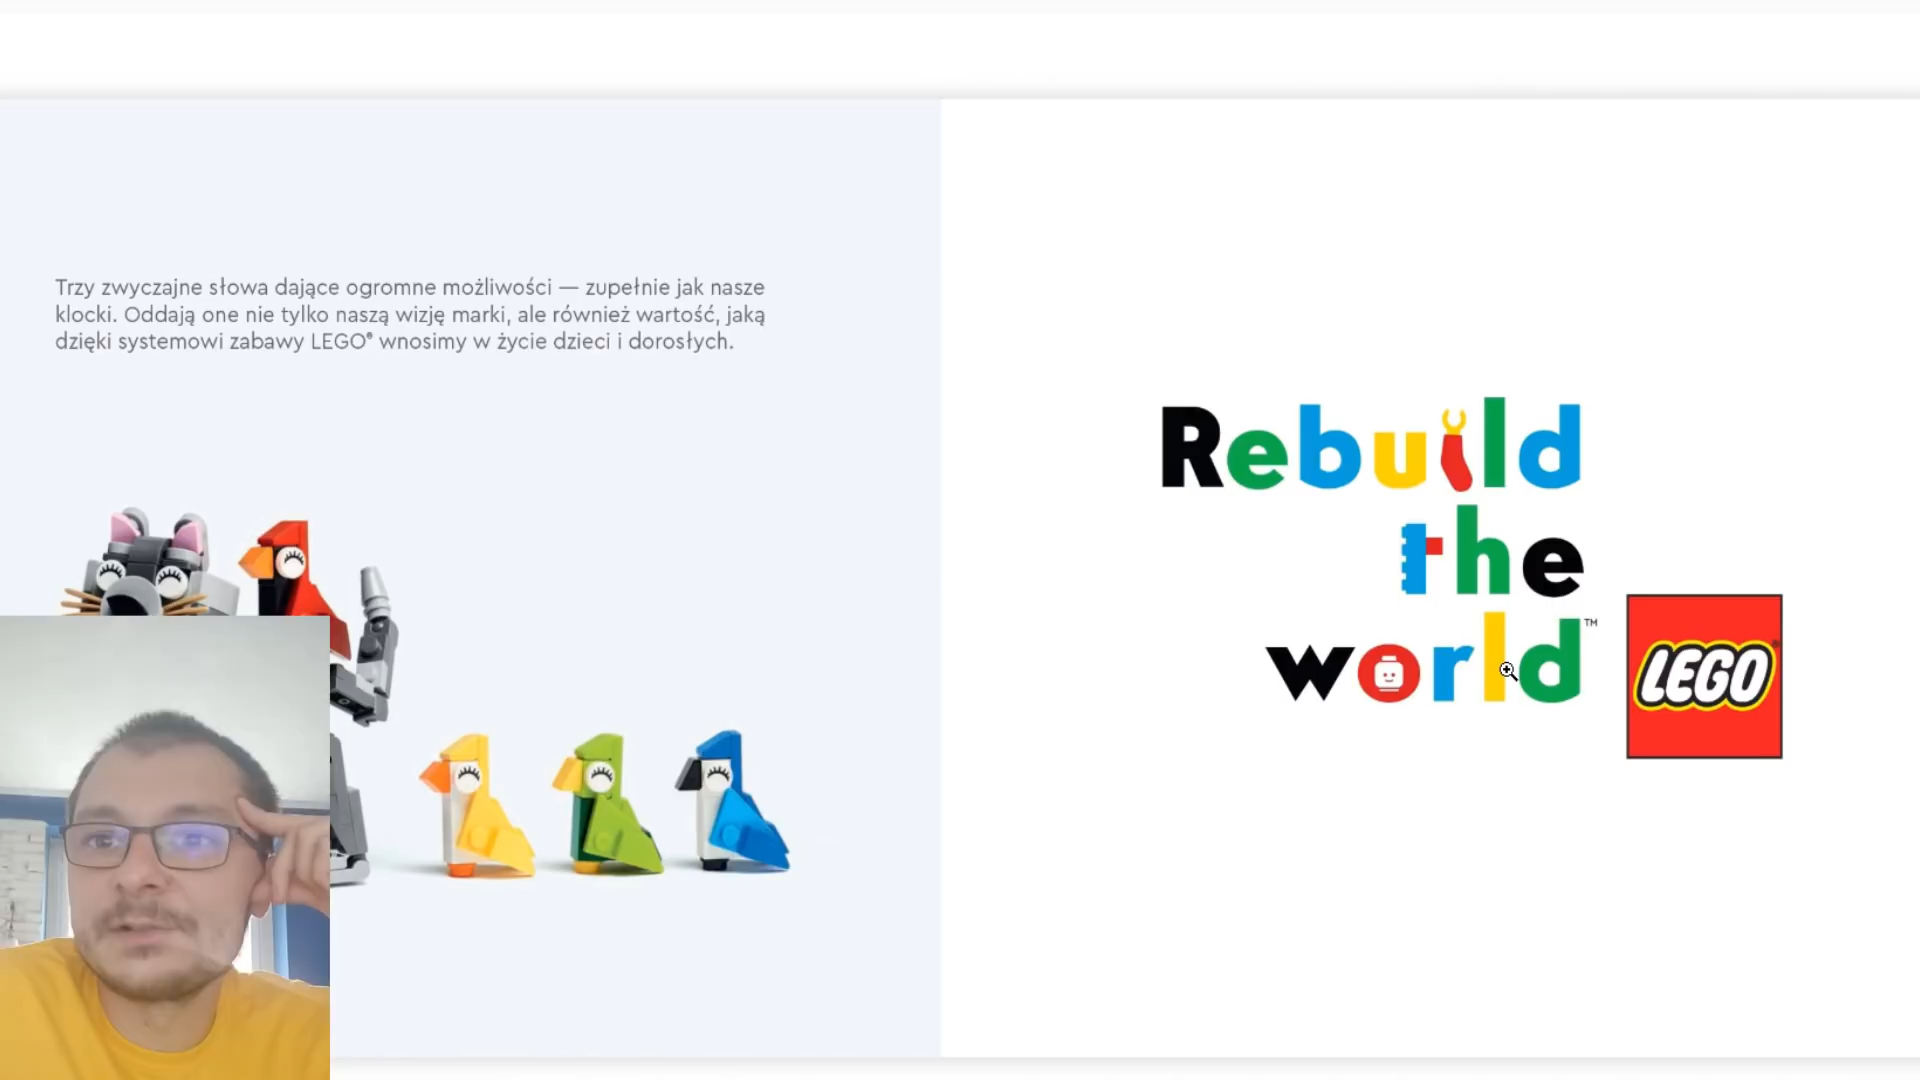 Trzy zwyczajne słowa dające ogromne możliwości — zupełnie jak nasze
klocki. Oddają one nie tylko naszą wizję marki, ale również wartość, jaką
dzięki systemowi zabawy LEGO® wnosimy w życie dzieci i dorosłych.
Rebuild
the
world™
LEGO